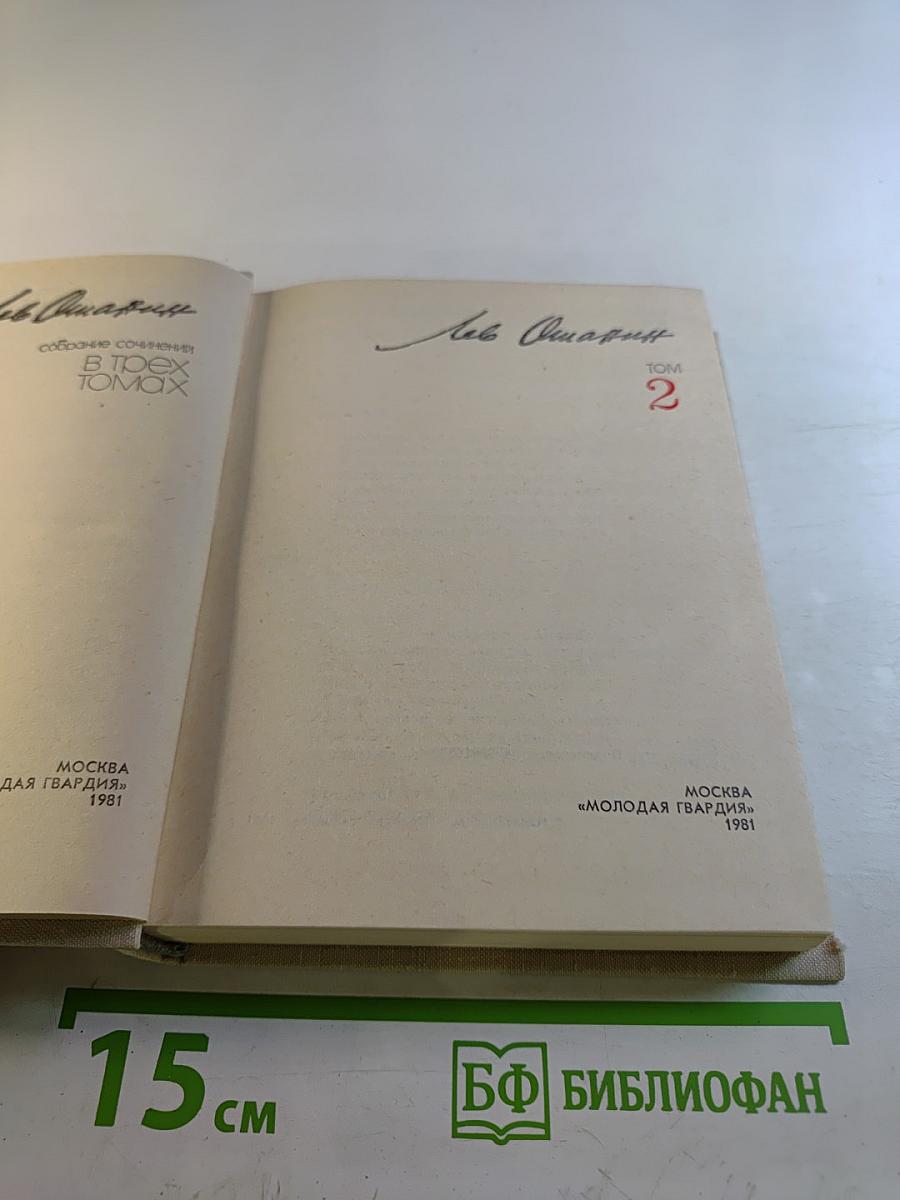 Лев Ошанин
собрание сочинений
в трех
томах
МОСКВА
ДАЯ ГВАРДИЯ»
1981
Лев Ошанин
ТОМ
2
МОСКВА
«МОЛОДАЯ ГВАРДИЯ»
1981
15 см
БФ БИБЛИОФАН